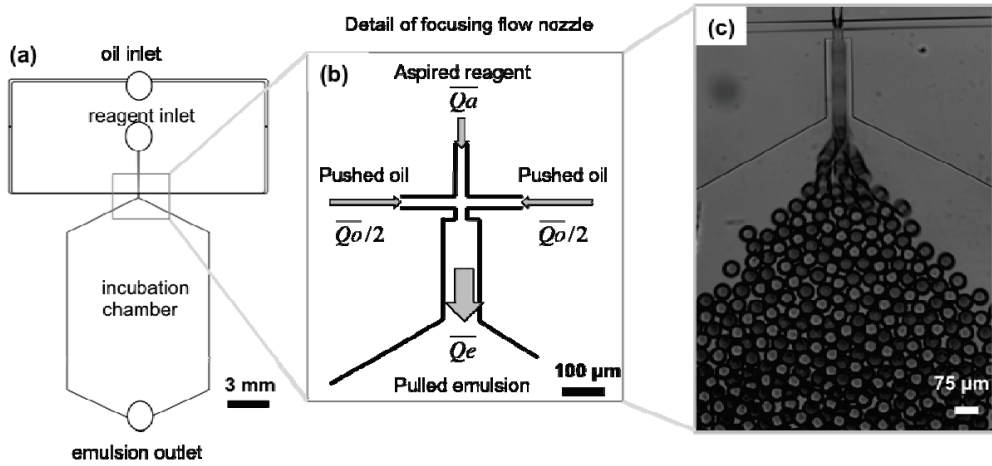 Detail of focusing flow nozzle
(a)
oil inlet
reagent inlet
incubation
chamber
3 mm
emulsion outlet
(b)
Aspired reagent
Qa
Pushed oil
Pushed oil
Qo/2
Qo/2
Qe
Pulled emulsion
100 µm
(c)
75 µm